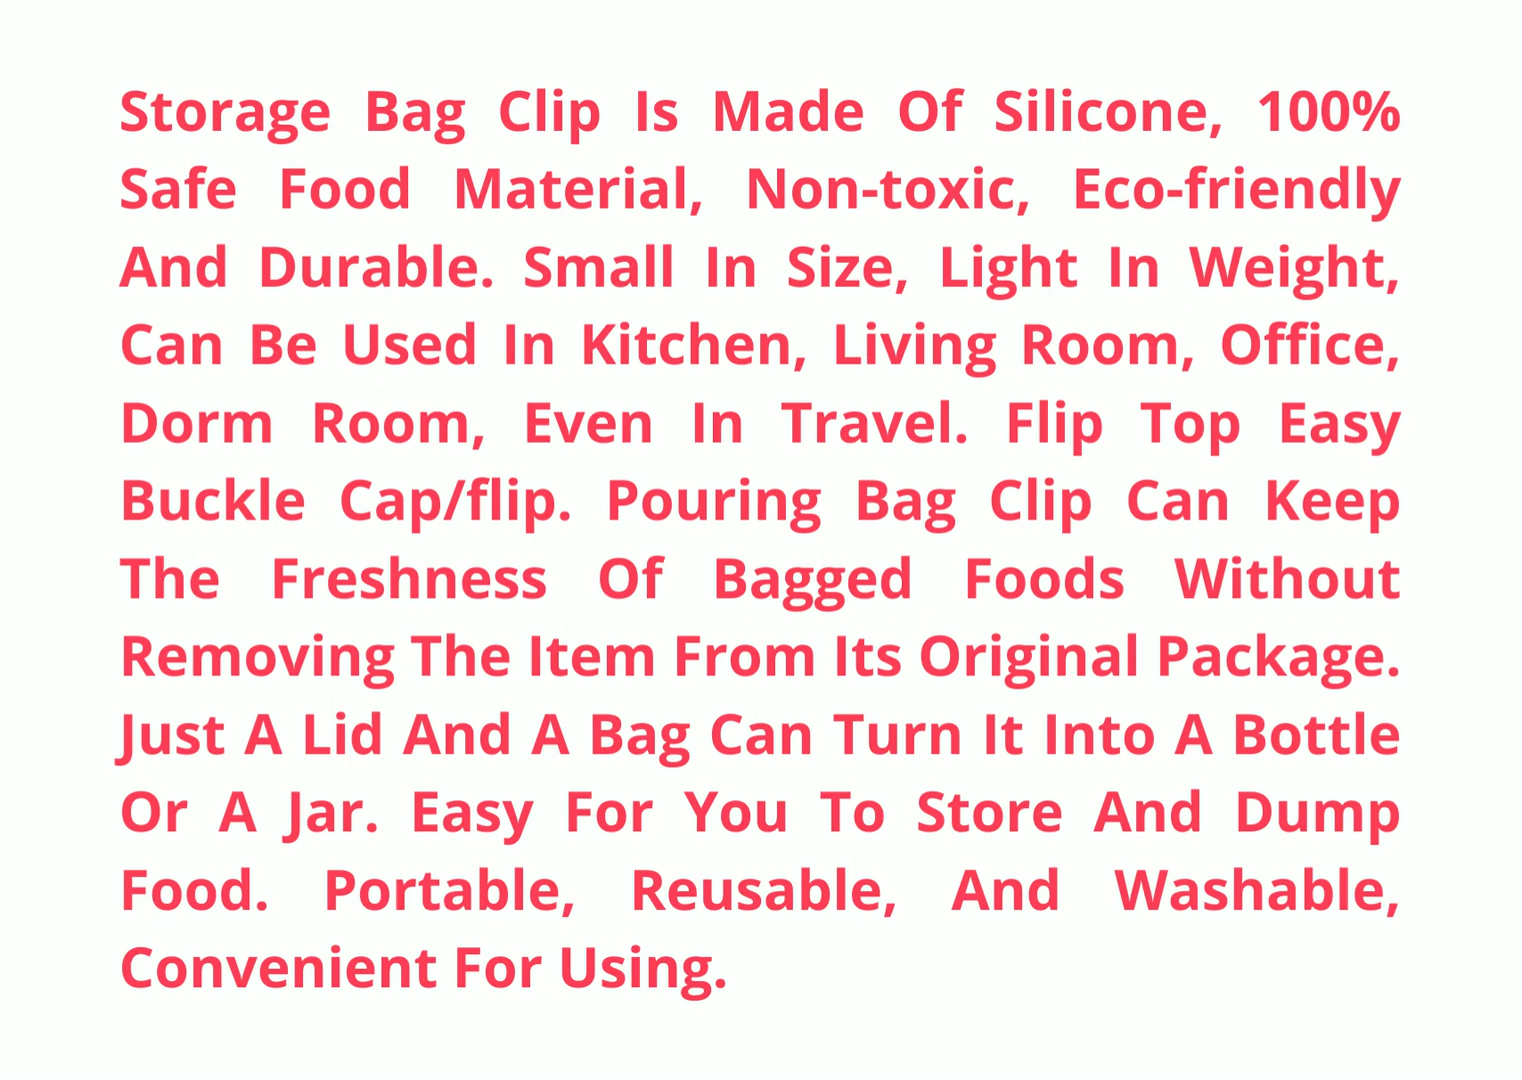 Storage Bag Clip Is Made Of Silicone, 100%
Safe Food Material, Non-toxic, Eco-friendly
And Durable. Small In Size, Light In Weight,
Can Be Used In Kitchen, Living Room, Office,
Dorm Room, Even In Travel. Flip Top Easy
Buckle Cap/flip. Pouring Bag Clip Can Keep
The Freshness Of Bagged Foods Without
Removing The Item From Its Original Package.
Just A Lid And A Bag Can Turn It Into A Bottle
Or A Jar. Easy For You To Store And Dump
Food. Portable, Reusable, And Washable,
Convenient For Using.